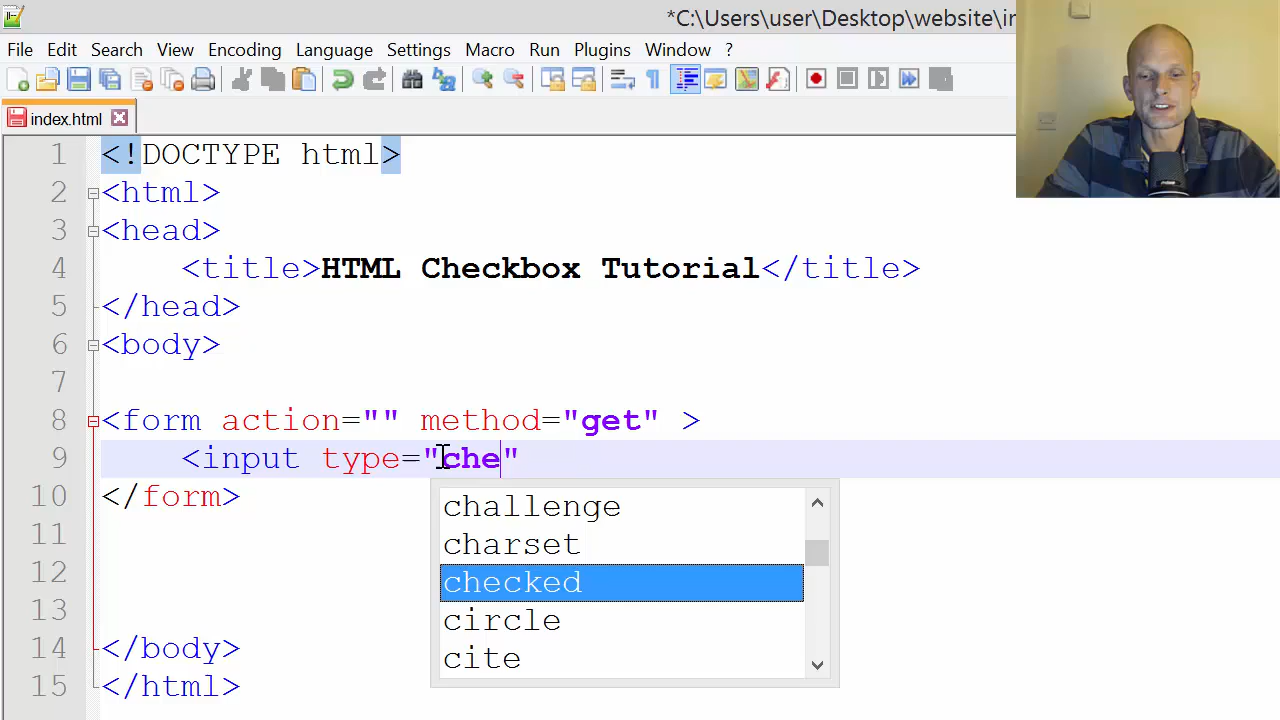 *C:\Users\user\Desktop\website\in
File Edit Search View Encoding Language Settings Macro Run Plugins Window ?
index.html
1 <!DOCTYPE html>
2 <html>
3 <head>
4 <title>HTML Checkbox Tutorial</title>
5 </head>
6 <body>
7
8 <form action="" method="get" >
9 <input type="che"
10 </form>
challenge
11
charset
12
checked
13
circle
14 </body>
cite
15 </html>